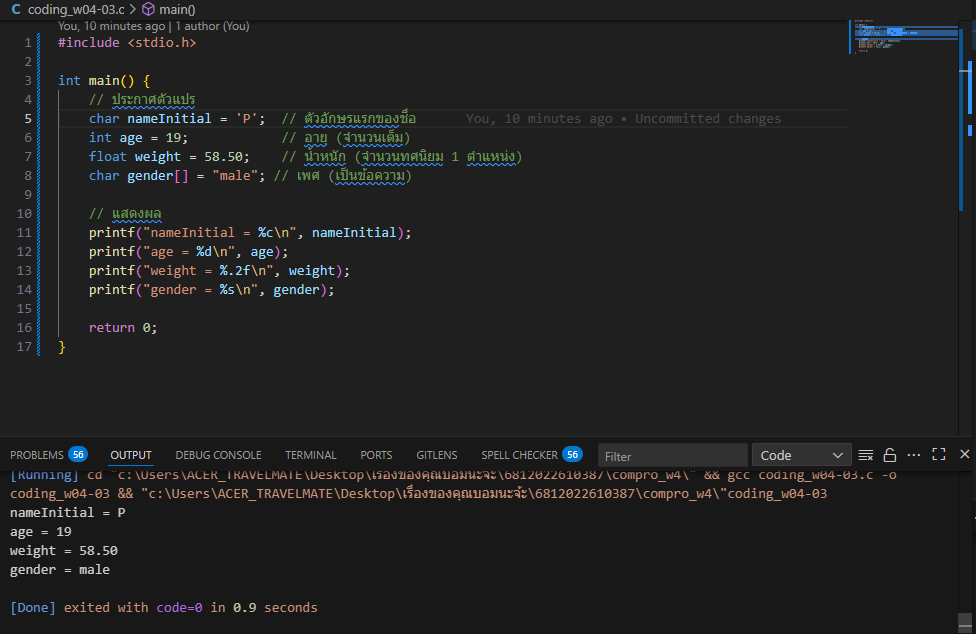 C coding_w04-03.c > main()
You, 10 minutes ago | 1 author (You)
1 #include <stdio.h>
2
3 int main() {
4 // ประกาศตัวแปร
5 char nameInitial = 'P'; // ตัวอักษรแรกของชื่อ You, 10 minutes ago • Uncommitted changes
6 int age = 19; // อายุ (จำนวนเต็ม)
7 float weight = 58.50; // น้ำหนัก (จำนวนทศนิยม 1 ตำแหน่ง)
8 char gender[] = "male"; // เพศ (เป็นข้อความ)
9
10 // แสดงผล
11 printf("nameInitial = %c\n", nameInitial);
12 printf("age = %d\n", age);
13 printf("weight = %.2f\n", weight);
14 printf("gender = %s\n", gender);
15
16 return 0;
17 }
PROBLEMS 56 OUTPUT DEBUG CONSOLE TERMINAL PORTS GITLENS SPELL CHECKER 56 Filter Code
[Running] cd "c:\Users\ACER_TRAVELMATE\Desktop\เรื่องของคุณบอมนะจ้ะ\6812022610387\compro_w4\" && gcc coding_w04-03.c -o
coding_w04-03 && "c:\Users\ACER_TRAVELMATE\Desktop\เรื่องของคุณบอมนะจ้ะ\6812022610387\compro_w4\"coding_w04-03
nameInitial = P
age = 19
weight = 58.50
gender = male
[Done] exited with code=0 in 0.9 seconds